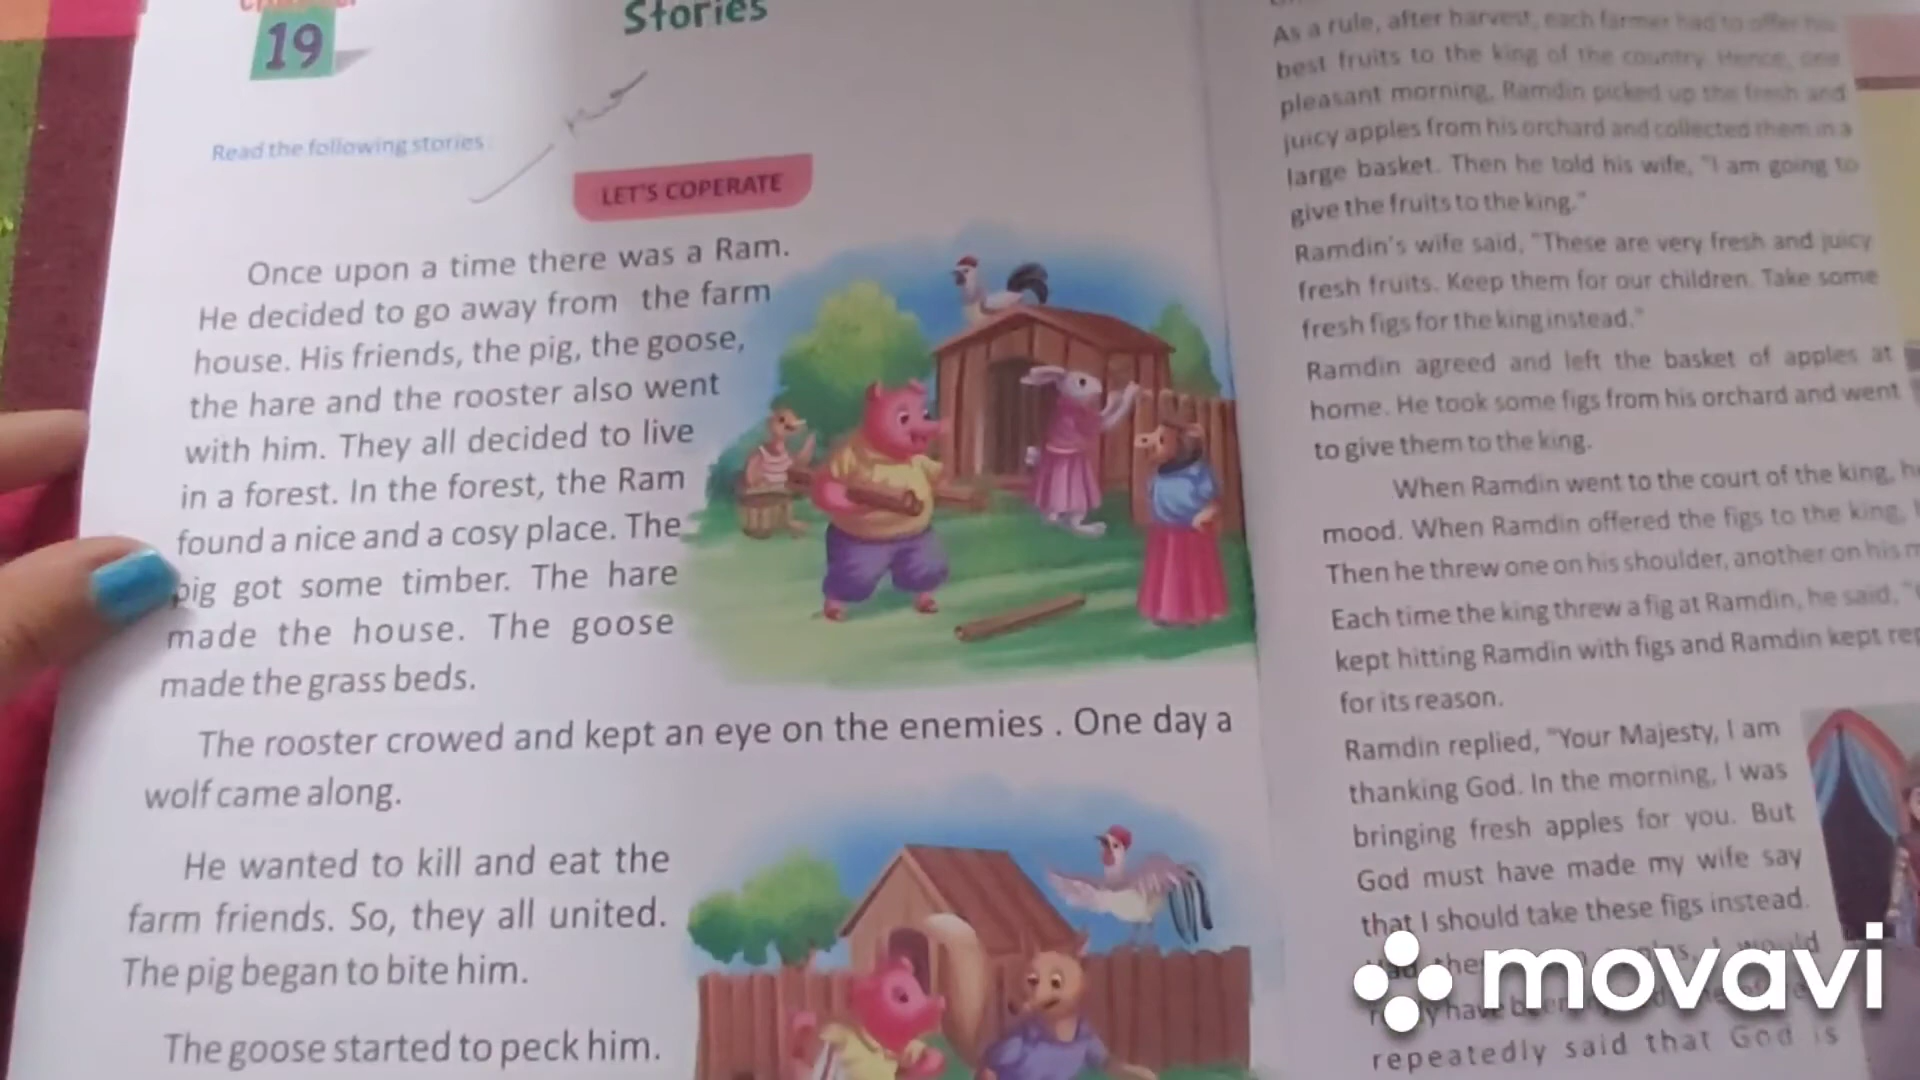 19
Stories
Read the following stories
LET'S COPERATE
Once upon a time there was a Ram.
He decided to go away from the farm
house. His friends, the pig, the goose,
the hare and the rooster also went
with him. They all decided to live
in a forest. In the forest, the Ram
found a nice and a cosy place. The
pig got some timber. The hare
made the house. The goose
made the grass beds.
The rooster crowed and kept an eye on the enemies . One day a
wolf came along.
He wanted to kill and eat the
farm friends. So, they all united.
The pig began to bite him.
The goose started to peck him.
As a rule, after harvest, each farmer had to offer his
best fruits to the king of the country. Hence, one
pleasant morning, Ramdin picked up the fresh and
juicy apples from his orchard and collected them in a
large basket. Then he told his wife, "I am going to
give the fruits to the king."
Ramdin's wife said, "These are very fresh and juicy
fresh fruits. Keep them for our children. Take some
fresh figs for the king instead."
Ramdin agreed and left the basket of apples at
home. He took some figs from his orchard and went
to give them to the king.
When Ramdin went to the court of the king,
mood. When Ramdin offered the figs to the king,
Then he threw one on his shoulder, another on his
Each time the king threw a fig at Ramdin, he said,
kept hitting Ramdin with figs and Ramdin kept
for its reason.
Ramdin replied, "Your Majesty, I am
thanking God. In the morning, I was
bringing fresh apples for you. But
God must have made my wife say
that I should take these figs instead.
repeatedly said that God is
movavi